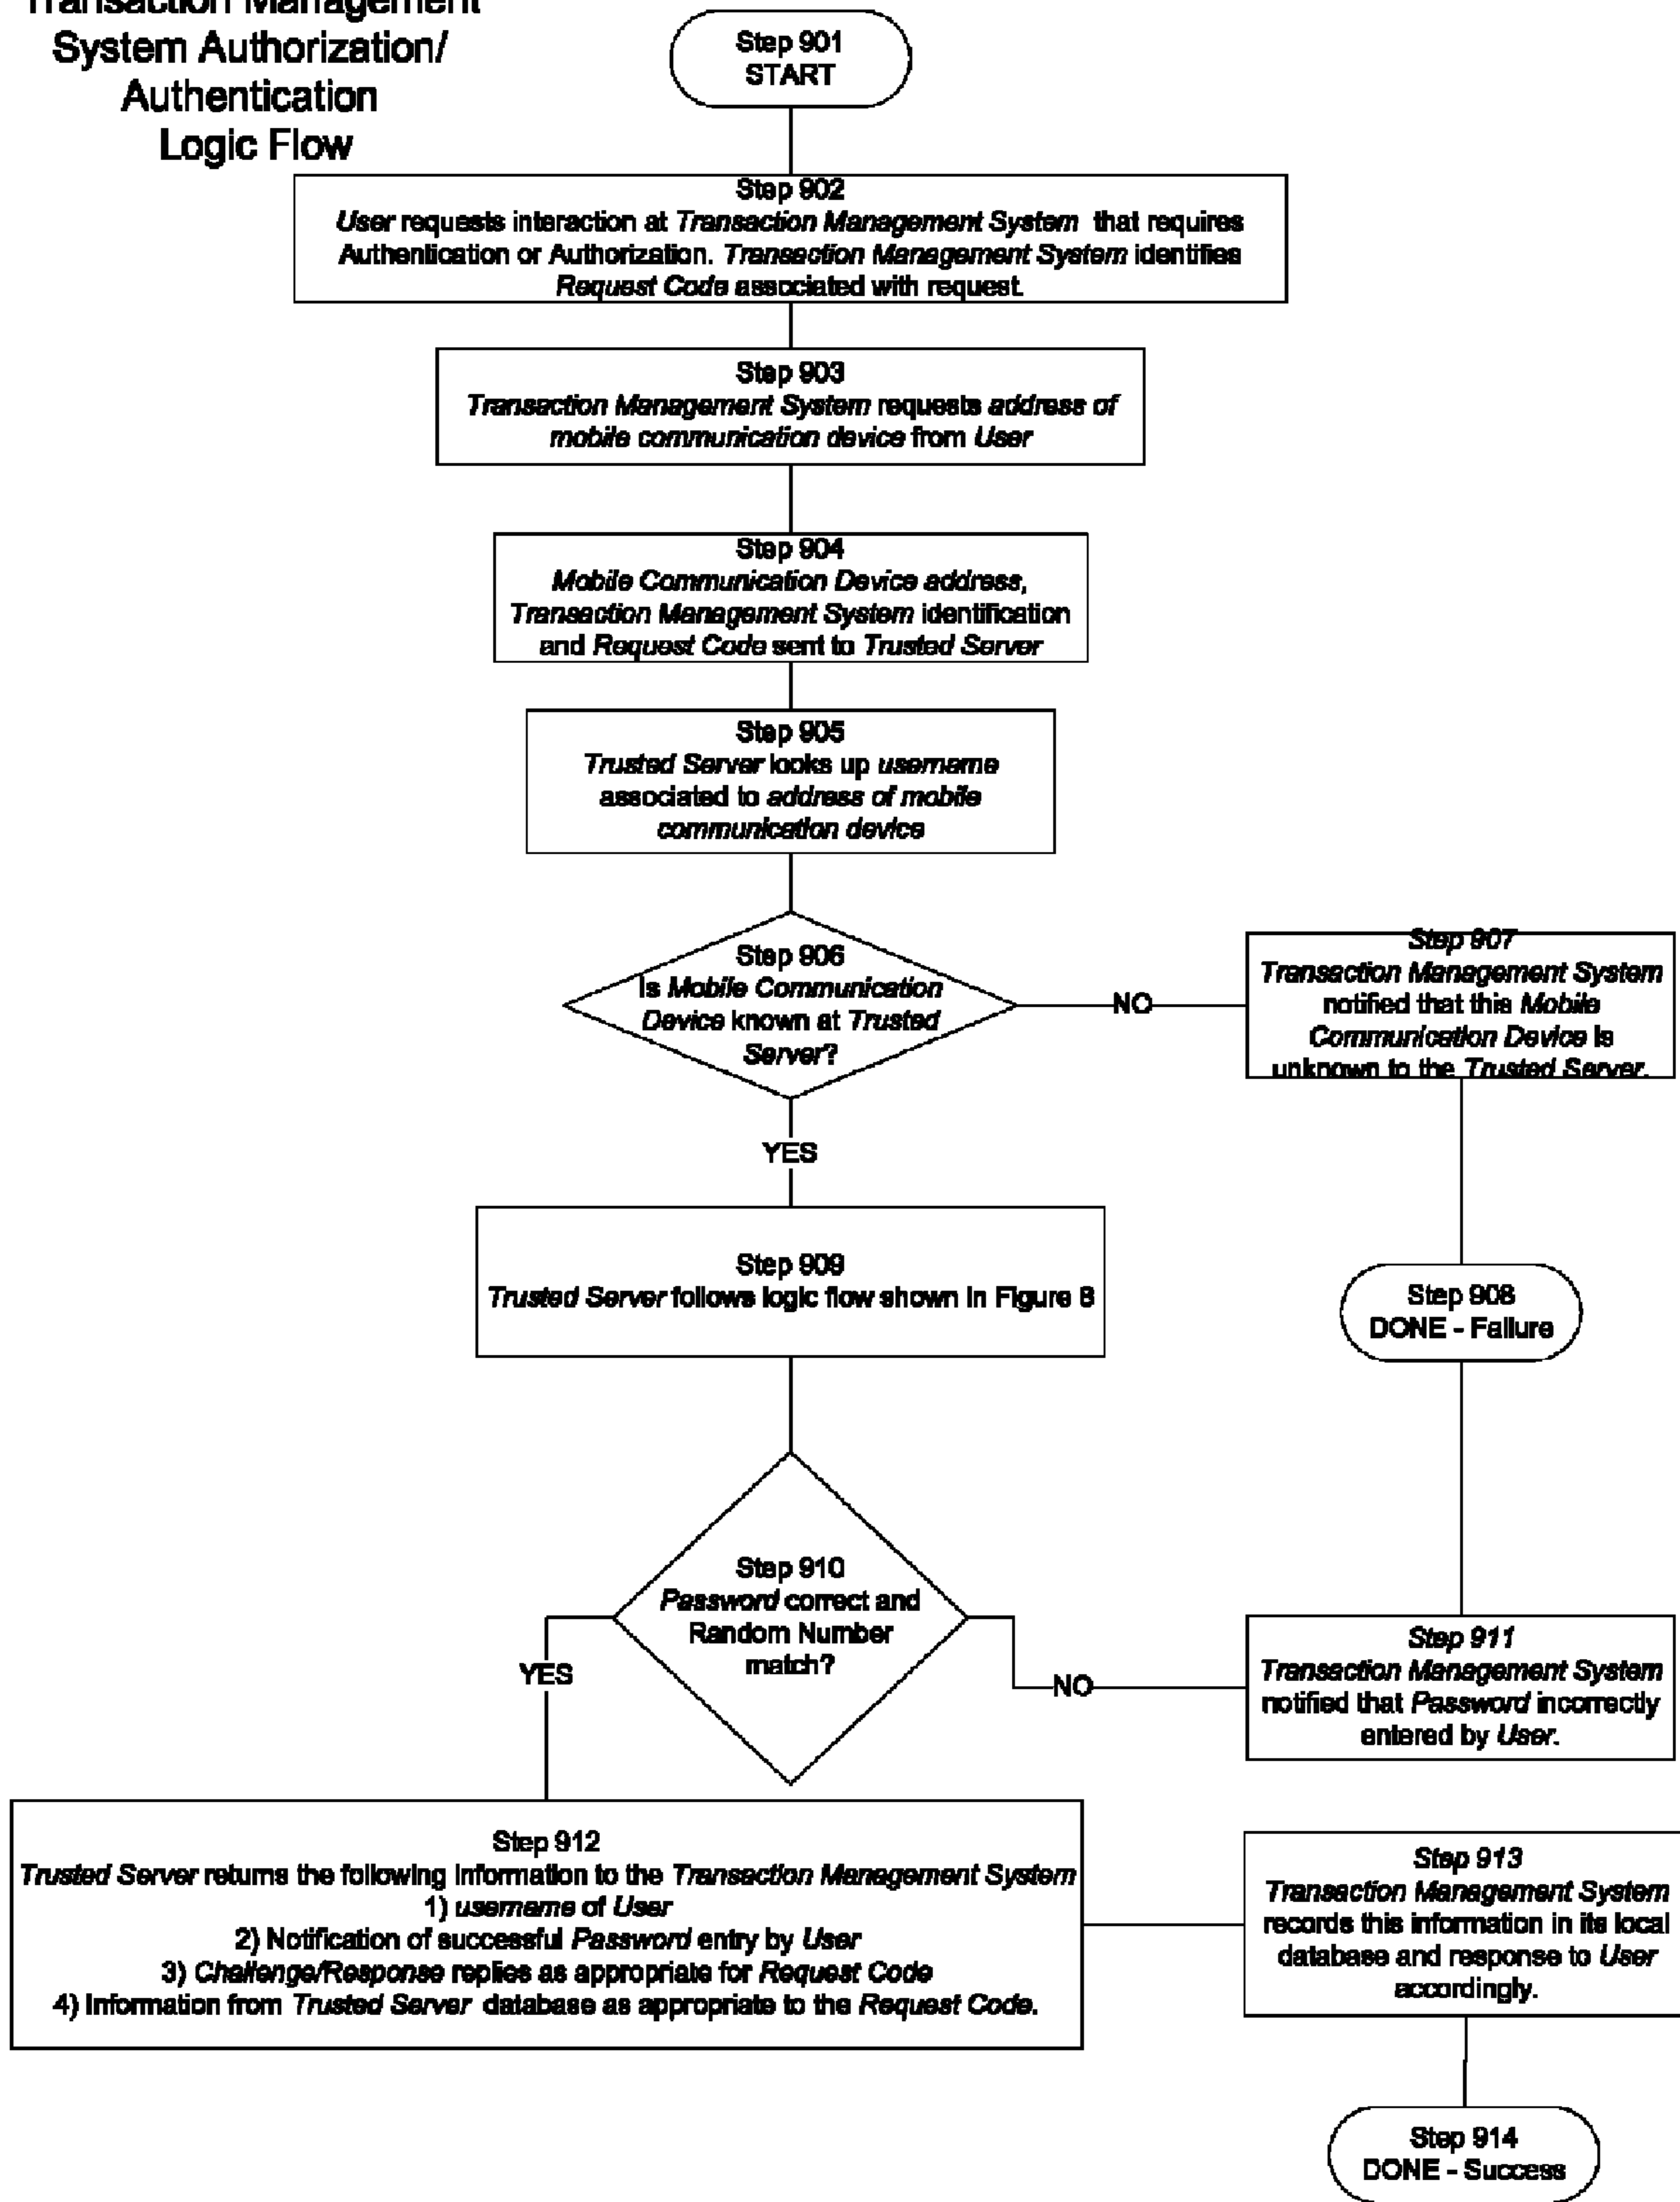 Transaction Management
System Authorization/
Authentication
Logic Flow
Step 901
START
Step 902
User requests interaction at Transaction Management System that requires
Authentication or Authorization. Transaction Management System identifies
Request Code associated with request.
Step 903
Transaction Management System requests address of
mobile communication device from User
Step 904
Mobile Communication Device address,
Transaction Management System identification
and Request Code sent to Trusted Server
Step 905
Trusted Server looks up username
associated to address of mobile
communication device
Step 906
Is Mobile Communication
Device known at Trusted
Server?
NO
Step 907
Transaction Management System
notified that this Mobile
Communication Device is
unknown to the Trusted Server.
YES
Step 909
Trusted Server follows logic flow shown in Figure 8
Step 908
DONE - Failure
Step 910
Password correct and
Random Number
match?
YES
NO
Step 911
Transaction Management System
notified that Password incorrectly
entered by User.
Step 912
Trusted Server returns the following information to the Transaction Management System
1) username of User
2) Notification of successful Password entry by User
3) Challenge/Response replies as appropriate for Request Code
4) Information from Trusted Server database as appropriate to the Request Code.
Step 913
Transaction Management System
records this information in its local
database and response to User
accordingly.
Step 914
DONE - Success